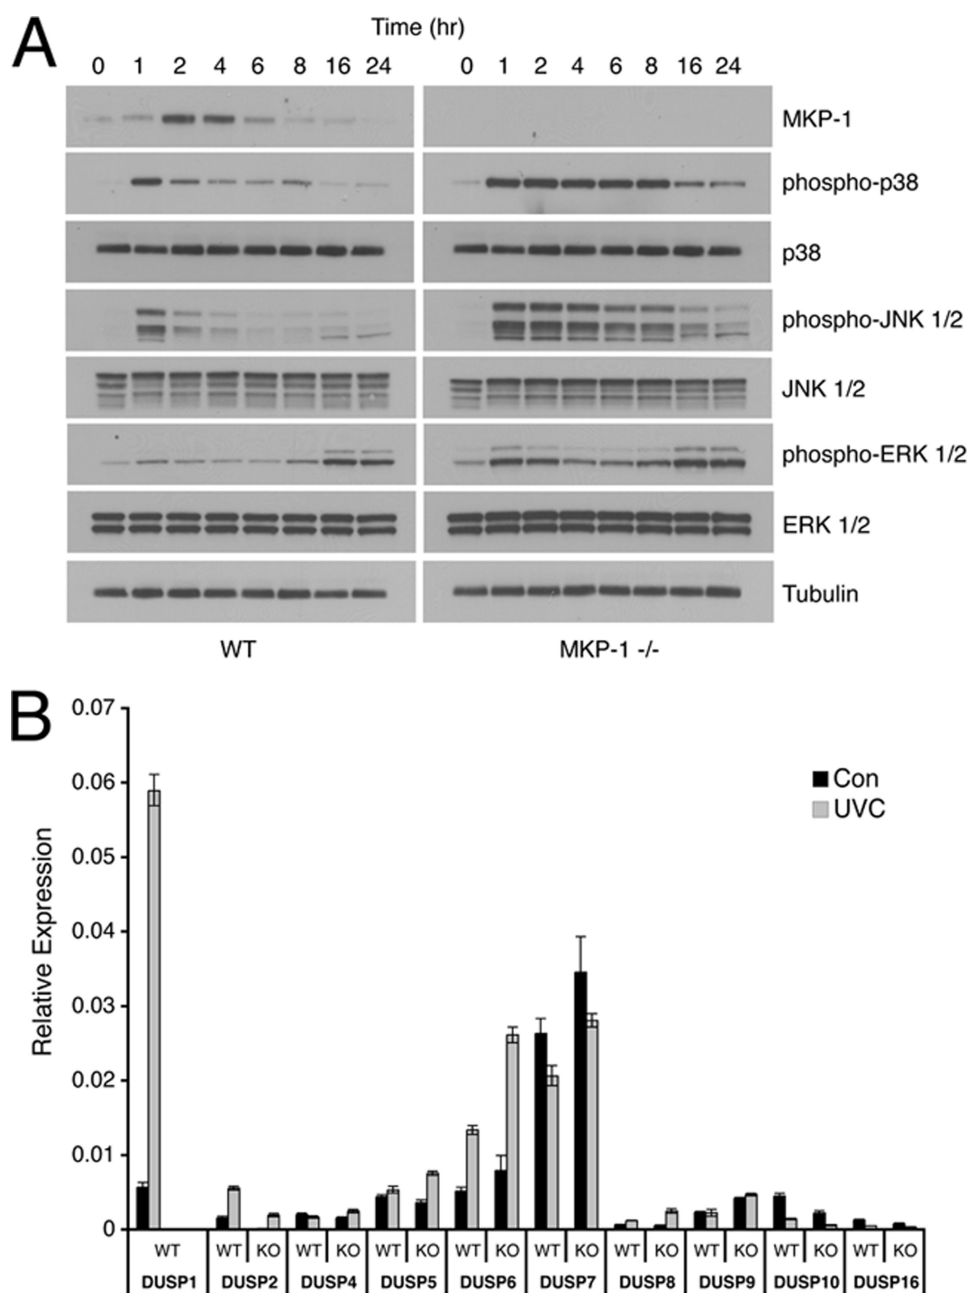 A
Time (hr)
0 1 2 4 6 8 16 24 0 1 2 4 6 8 16 24
MKP-1
phospho-p38
p38
phospho-JNK 1/2
JNK 1/2
phospho-ERK 1/2
ERK 1/2
Tubulin
WT MKP-1 -/-
B
0.07
0.06
0.05
0.04
0.03
0.02
0.01
0
Relative Expression
Con
UVC
WT WT KO WT KO WT KO WT KO WT KO WT KO WT KO WT KO WT KO
DUSP1 DUSP2 DUSP4 DUSP5 DUSP6 DUSP7 DUSP8 DUSP9 DUSP10 DUSP16